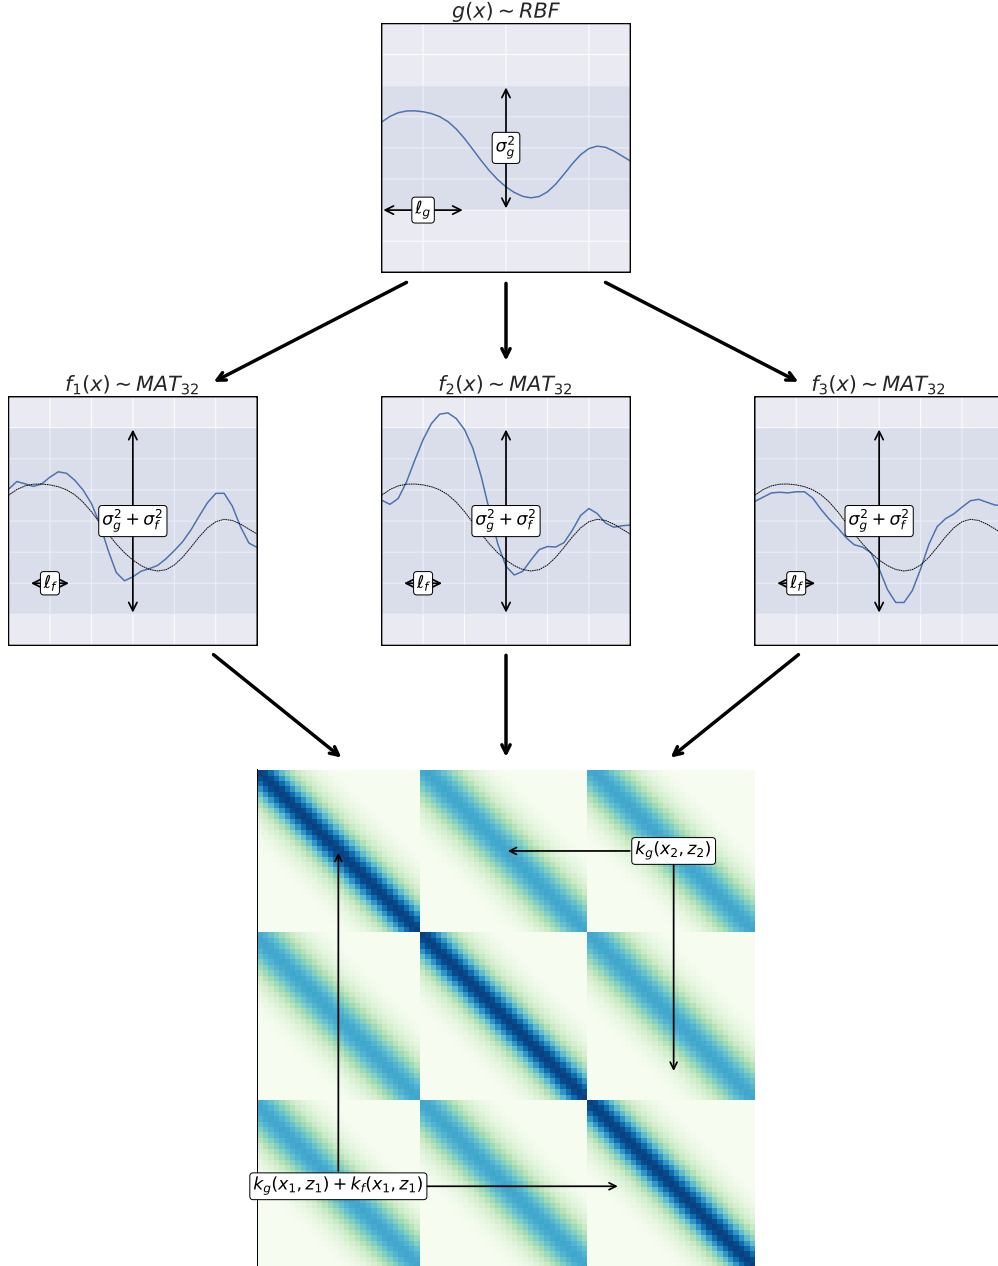 g(x) ~ RBF
σ_g^2
ℓ_g
f_1(x) ~ MAT_32
f_2(x) ~ MAT_32
f_3(x) ~ MAT_32
σ_g^2 + σ_f^2
σ_g^2 + σ_f^2
σ_g^2 + σ_f^2
ℓ_f
ℓ_f
ℓ_f
k_g(x_2, z_2)
k_g(x_1, z_1) + k_f(x_1, z_1)